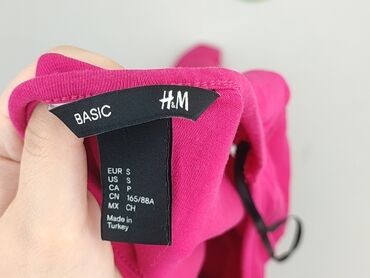 BASIC H&M
EUR S
US S
CA P
CN 165/88A
MX CH
Made in
Turkey